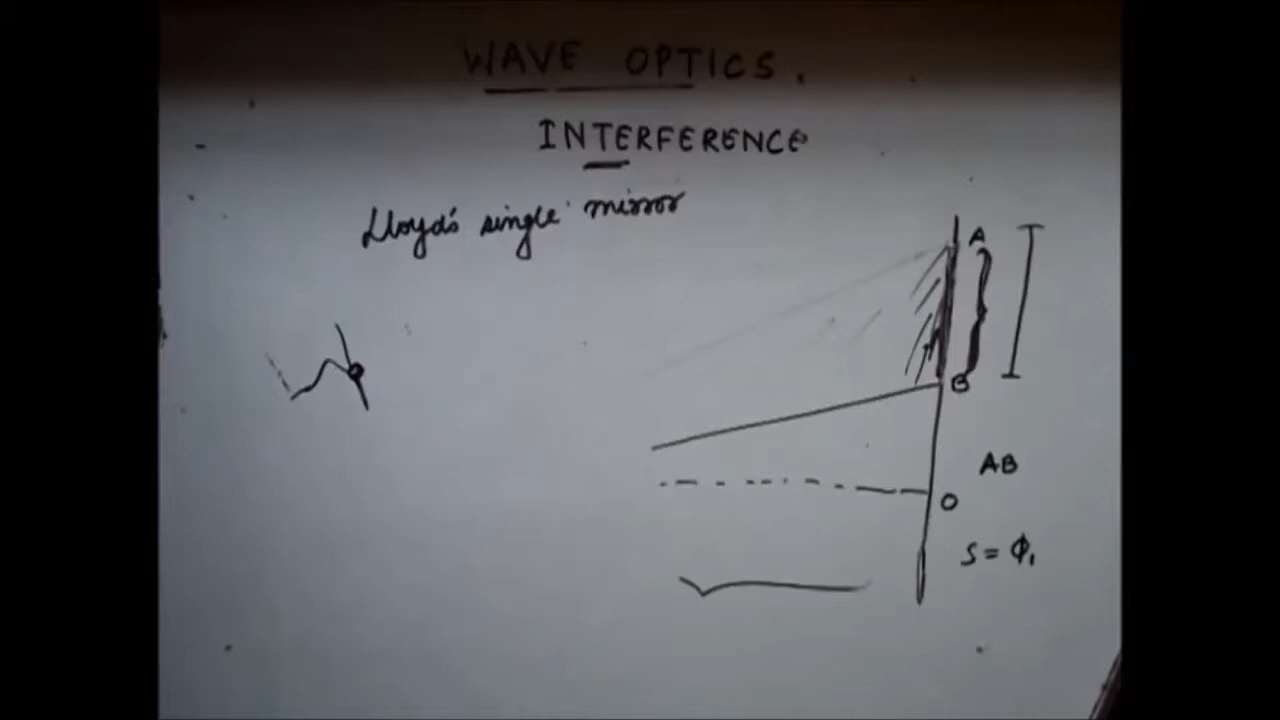 WAVE OPTICS.
INTERFERENCE
Lloyd's single mirror
A
B
AB
O
S = Φ₁